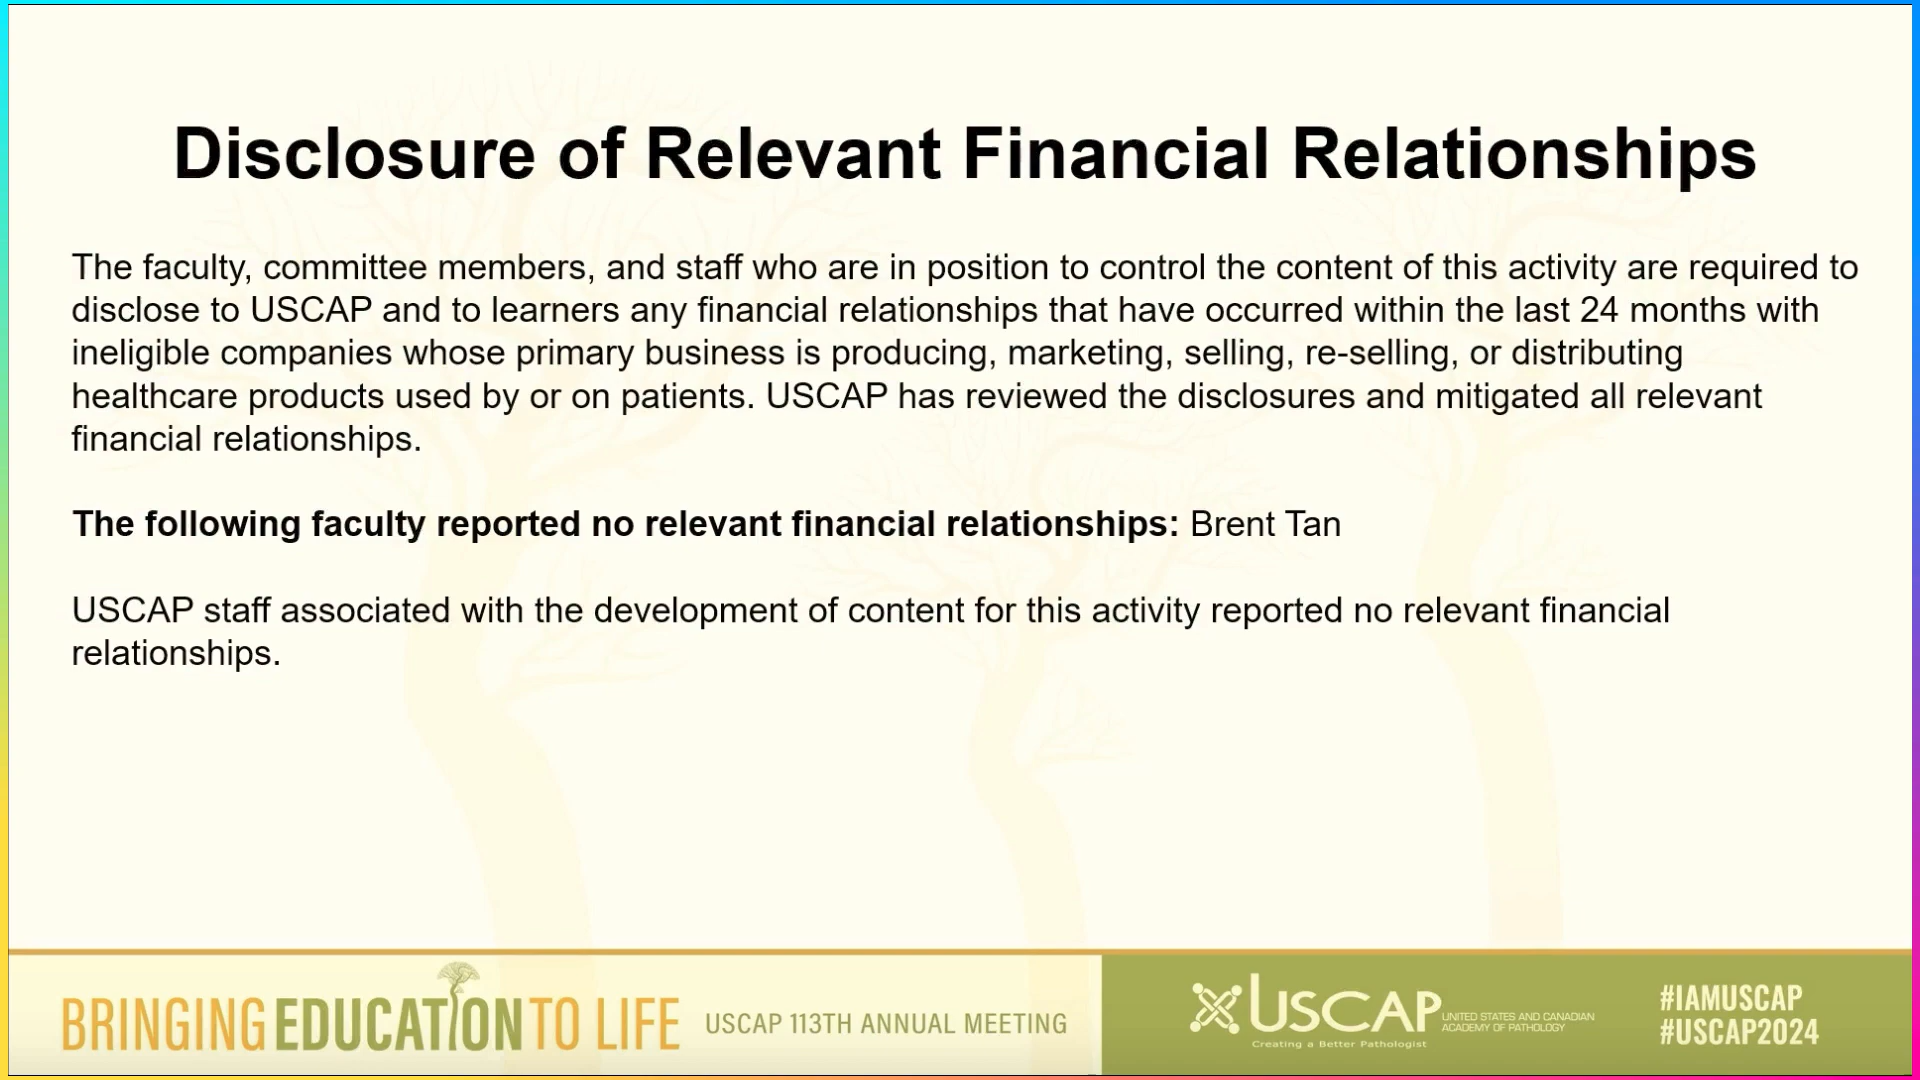 Disclosure of Relevant Financial Relationships
The faculty, committee members, and staff who are in position to control the content of this activity are required to
disclose to USCAP and to learners any financial relationships that have occurred within the last 24 months with
ineligible companies whose primary business is producing, marketing, selling, re-selling, or distributing
healthcare products used by or on patients. USCAP has reviewed the disclosures and mitigated all relevant
financial relationships.
The following faculty reported no relevant financial relationships: Brent Tan
USCAP staff associated with the development of content for this activity reported no relevant financial
relationships.
BRINGING EDUCATION TO LIFE
USCAP 113TH ANNUAL MEETING
USCAP
UNITED STATES AND CANADIAN
ACADEMY OF PATHOLOGY
Creating a Better Pathologist
#IAMUSCAP
#USCAP2024